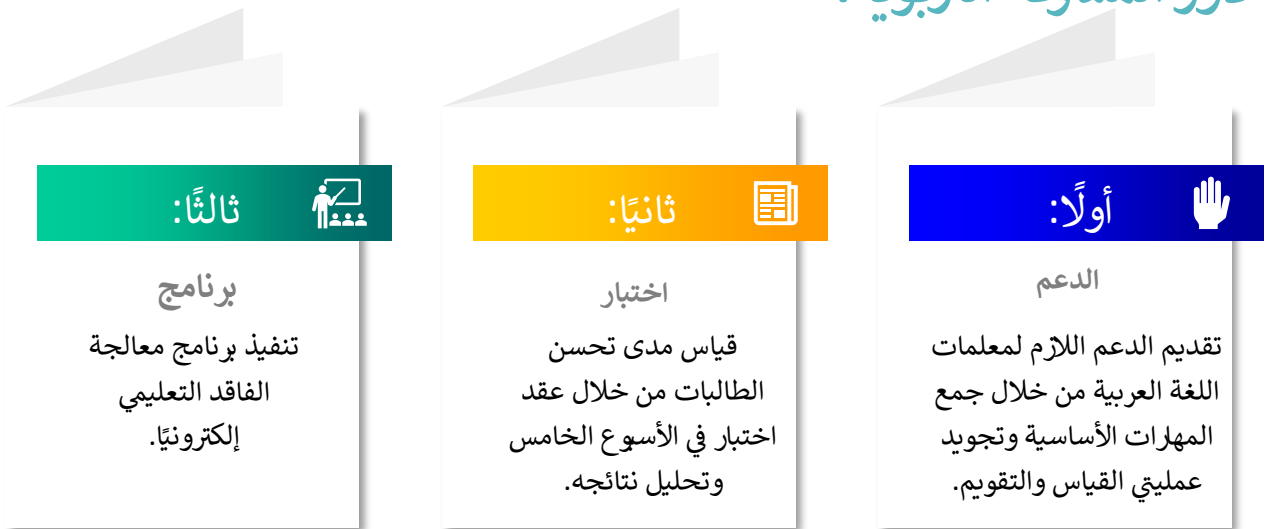 أولًا:
الدعم
تقديم الدعم اللازم لمعلمات
اللغة العربية من خلال جمع
المهارات الأساسية وتجويد
عمليتي القياس والتقويم.
ثانيًا:
اختبار
قياس مدى تحسن
الطالبات من خلال عقد
اختبار في الأسبوع الخامس
وتحليل نتائجه.
ثالثًا:
برنامج
تنفيذ برنامج معالجة
الفاقد التعليمي
إلكترونيًا.